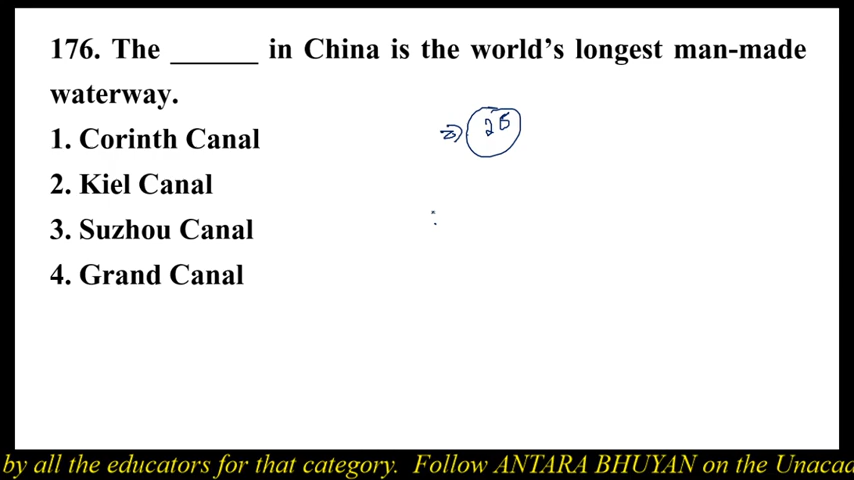 176. The ______ in China is the world's longest man-made
waterway.
1. Corinth Canal
2. Kiel Canal
3. Suzhou Canal
4. Grand Canal
by all the educators for that category. Follow ANTARA BHUYAN on the Unacad